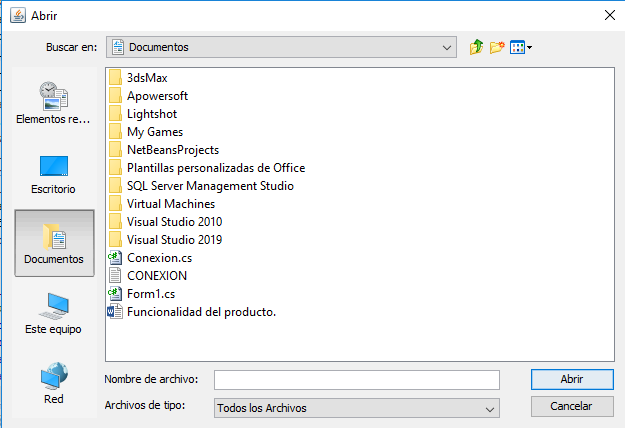 Abrir
Buscar en: Documentos
Elementos re...
Escritorio
Documentos
Este equipo
Red
3dsMax
Apowersoft
Lightshot
My Games
NetBeansProjects
Plantillas personalizadas de Office
SQL Server Management Studio
Virtual Machines
Visual Studio 2010
Visual Studio 2019
Conexion.cs
CONEXION
Form1.cs
Funcionalidad del producto.
Nombre de archivo:
Abrir
Archivos de tipo: Todos los Archivos
Cancelar